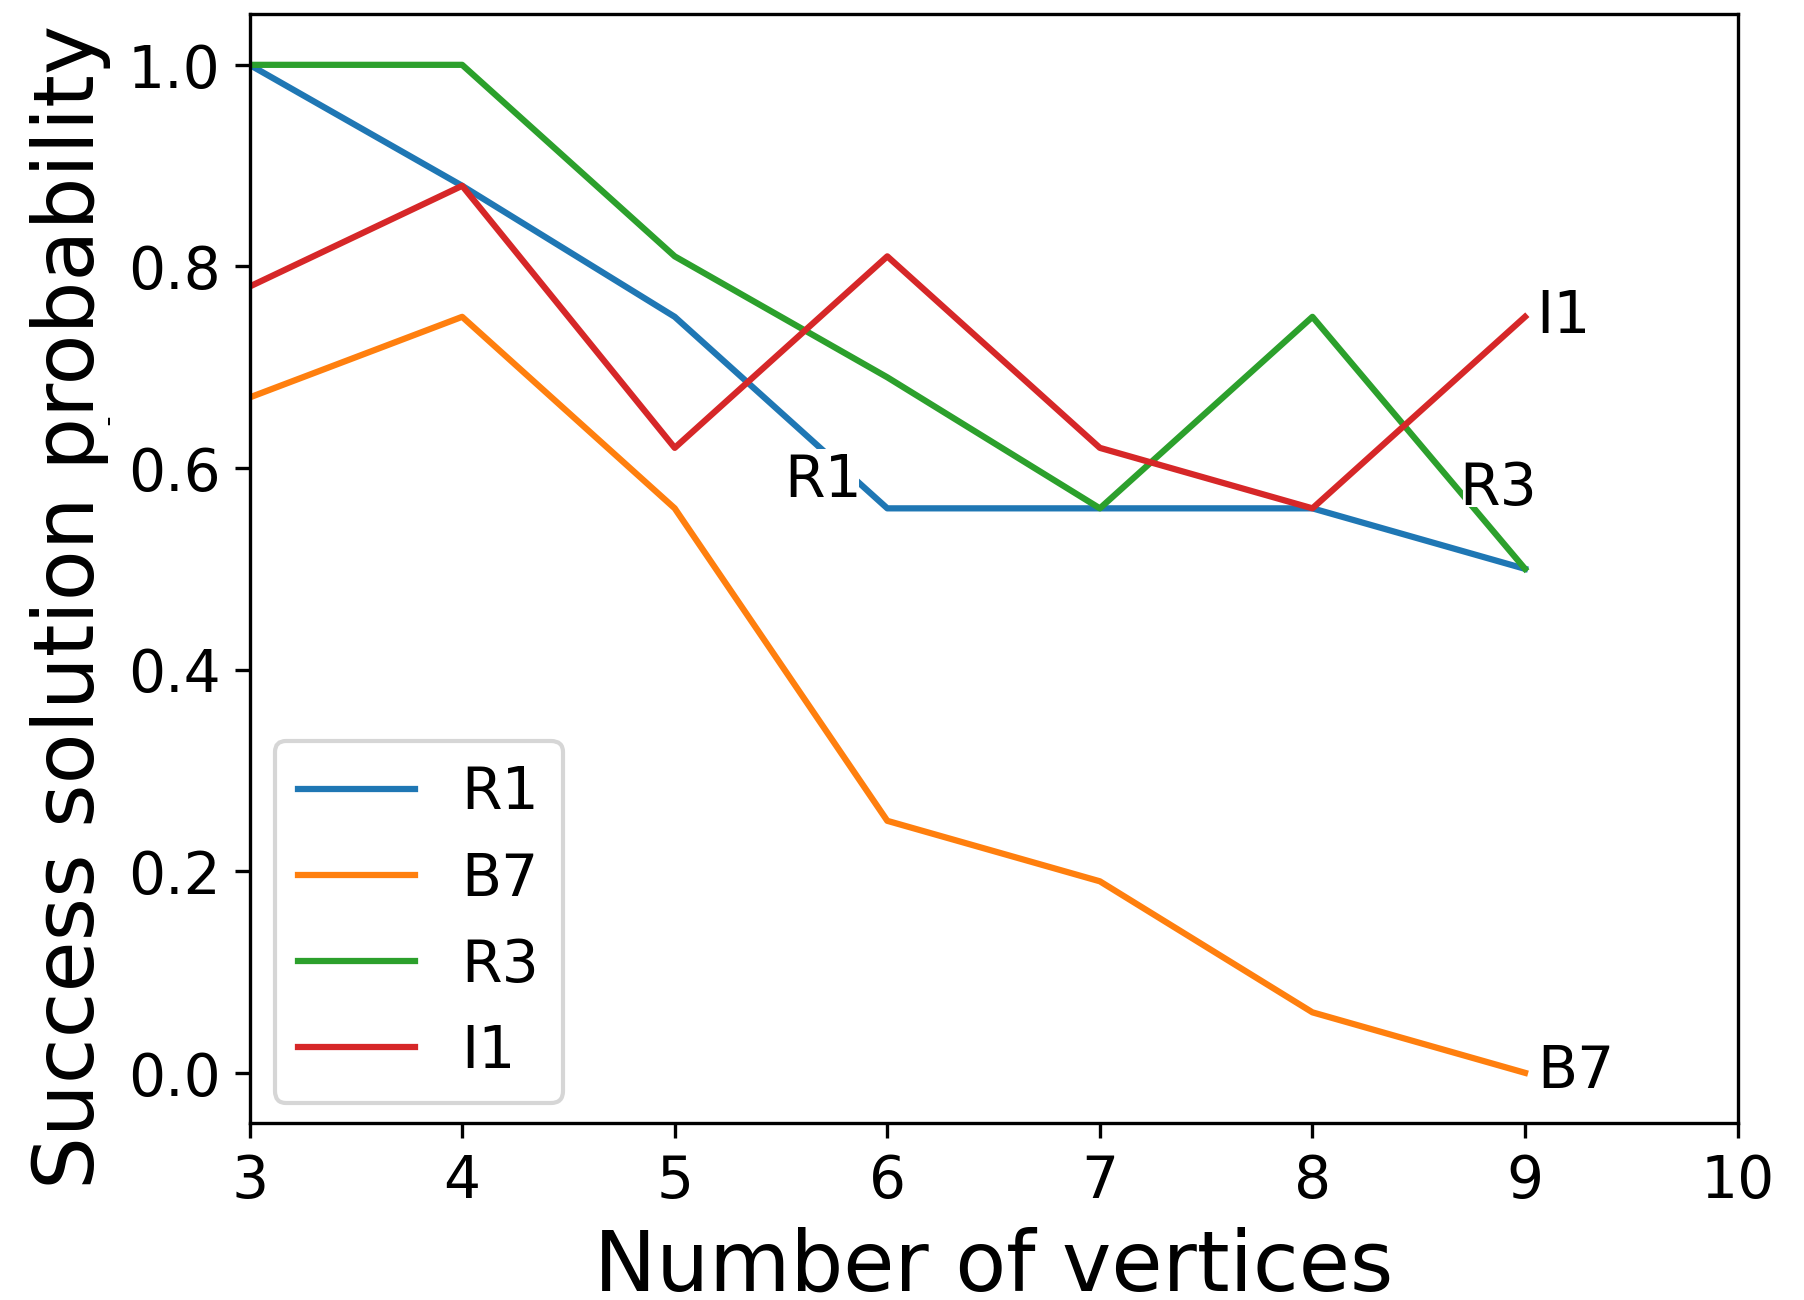 Success solution probability
1.0
0.8
0.6
0.4
0.2
0.0
I1
R1
R3
B7
R1
B7
R3
I1
3 4 5 6 7 8 9 10
Number of vertices